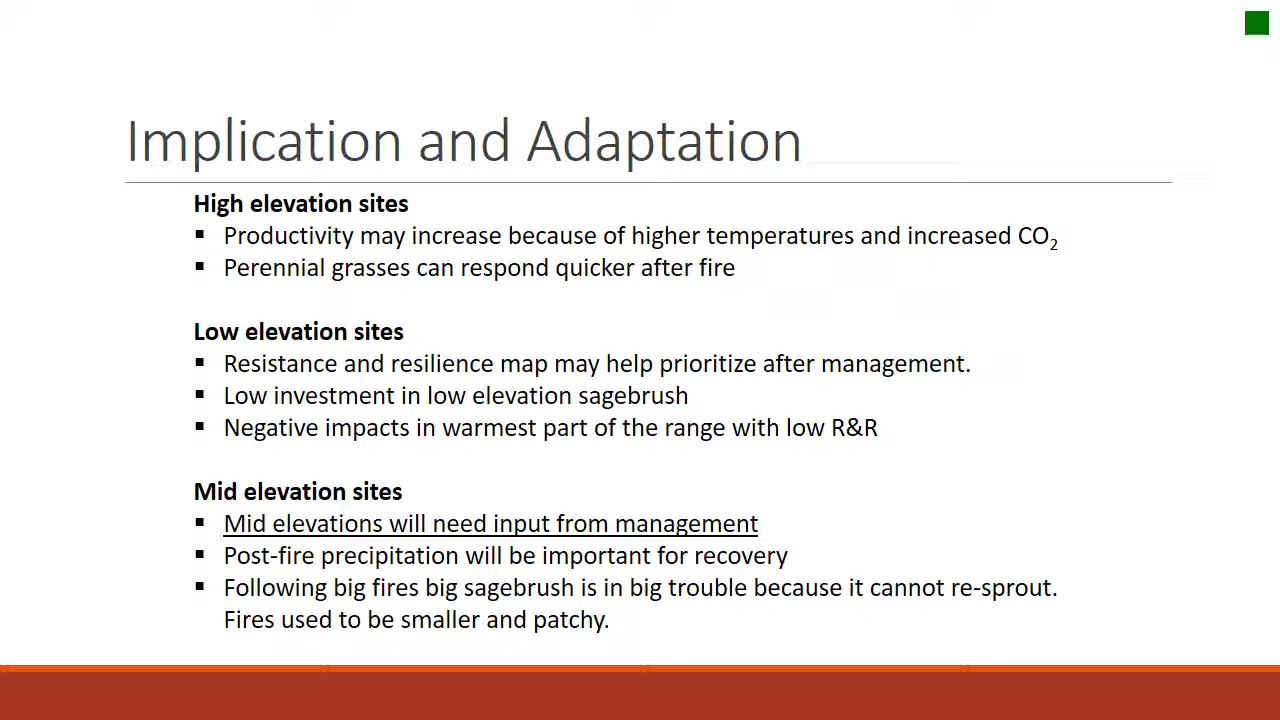 Implication and Adaptation
High elevation sites
▪ Productivity may increase because of higher temperatures and increased CO₂
▪ Perennial grasses can respond quicker after fire
Low elevation sites
▪ Resistance and resilience map may help prioritize after management.
▪ Low investment in low elevation sagebrush
▪ Negative impacts in warmest part of the range with low R&R
Mid elevation sites
▪ Mid elevations will need input from management
▪ Post-fire precipitation will be important for recovery
▪ Following big fires big sagebrush is in big trouble because it cannot re-sprout.
Fires used to be smaller and patchy.